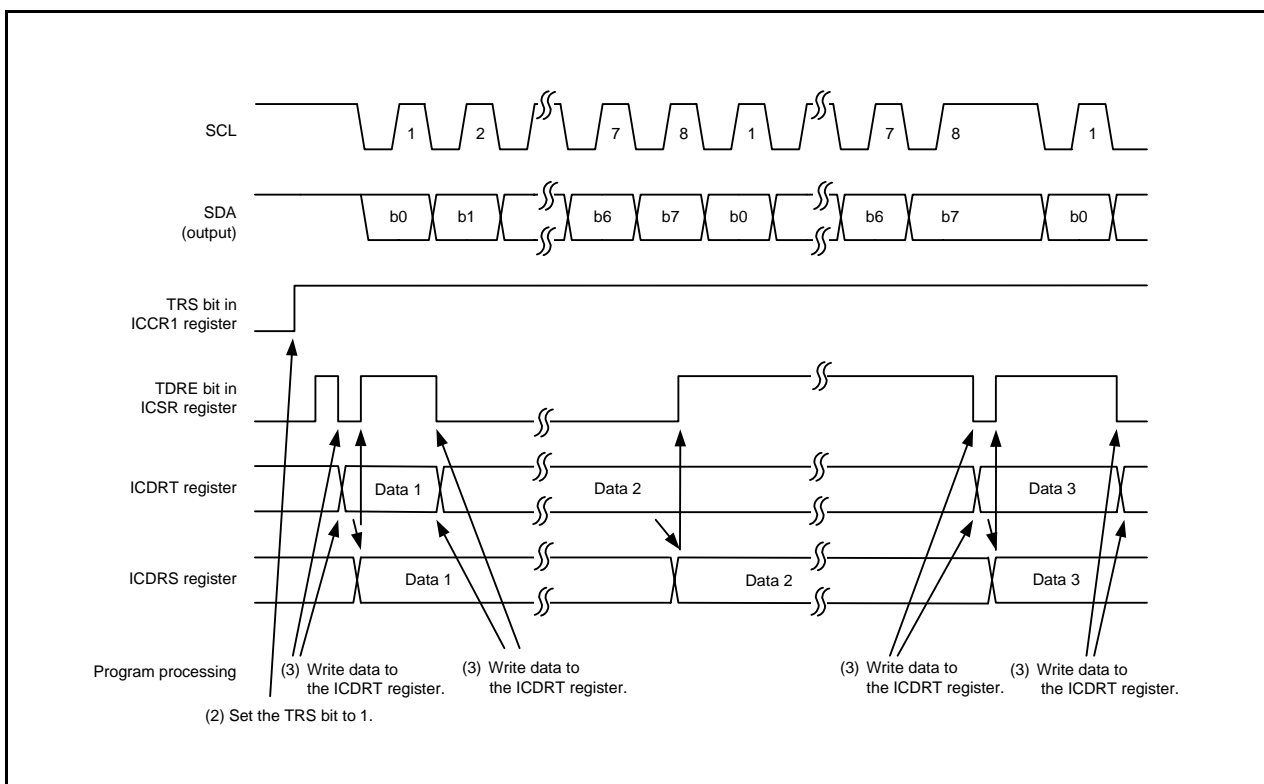 SCL
1 2 7 8 1 7 8 1
SDA
(output)
b0 b1 b6 b7 b0 b6 b7 b0
TRS bit in
ICCR1 register
TDRE bit in
ICSR register
ICDRT register
Data 1 Data 2 Data 3
ICDRS register
Data 1 Data 2 Data 3
Program processing
(3) Write data to
the ICDRT register.
(3) Write data to
the ICDRT register.
(3) Write data to
the ICDRT register.
(3) Write data to
the ICDRT register.
(2) Set the TRS bit to 1.